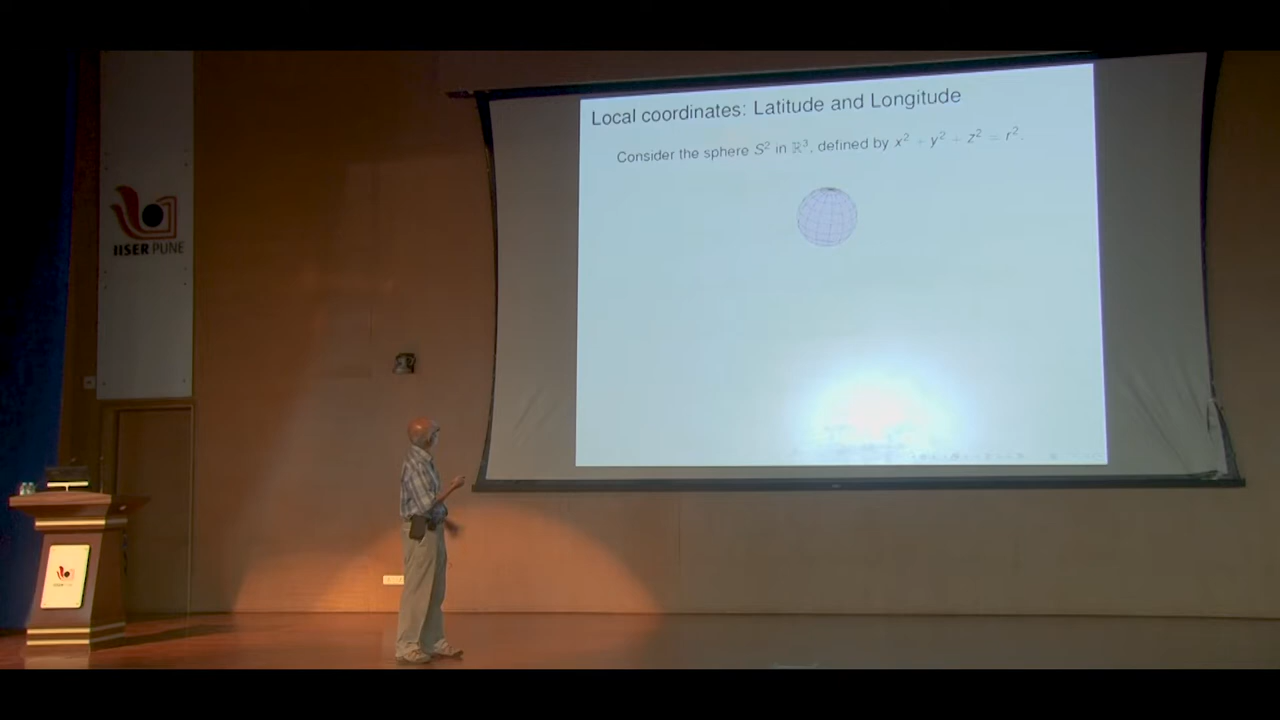 Local coordinates: Latitude and Longitude
Consider the sphere S² in ℝ³, defined by x² + y² + z² = r².
IISER PUNE